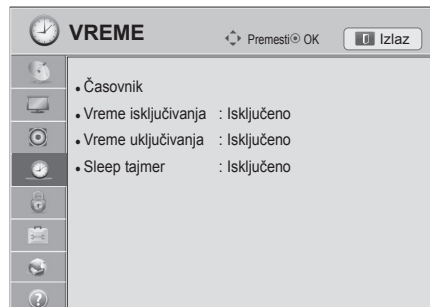 VREME
Premesti OK
Izlaz
Časovnik
Vreme isključivanja : Isključeno
Vreme uključivanja : Isključeno
Sleep tajmer : Isključeno